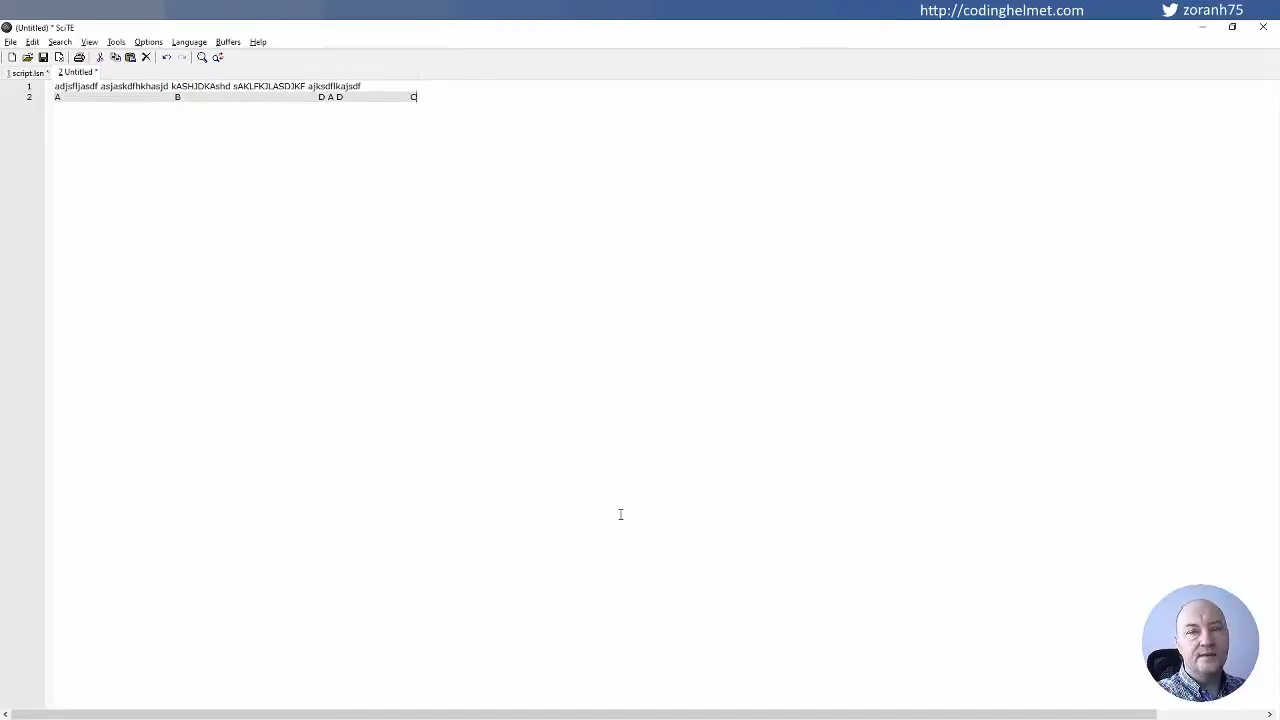 http://codinghelmet.com zoranh75
(Untitled) * SciTE
File Edit Search View Tools Options Language Buffers Help
1 script.lsn * 2 Untitled *
1 adjsfljasdf asjaskdfhkhasjd kASHJDKAshd sAKLFKJLASDJKF ajksdflkajsdf
2 A B D A D C